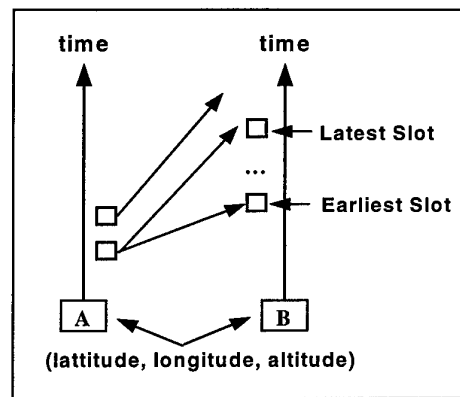 time time
Latest Slot
...
Earliest Slot
A B
(lattitude, longitude, altitude)